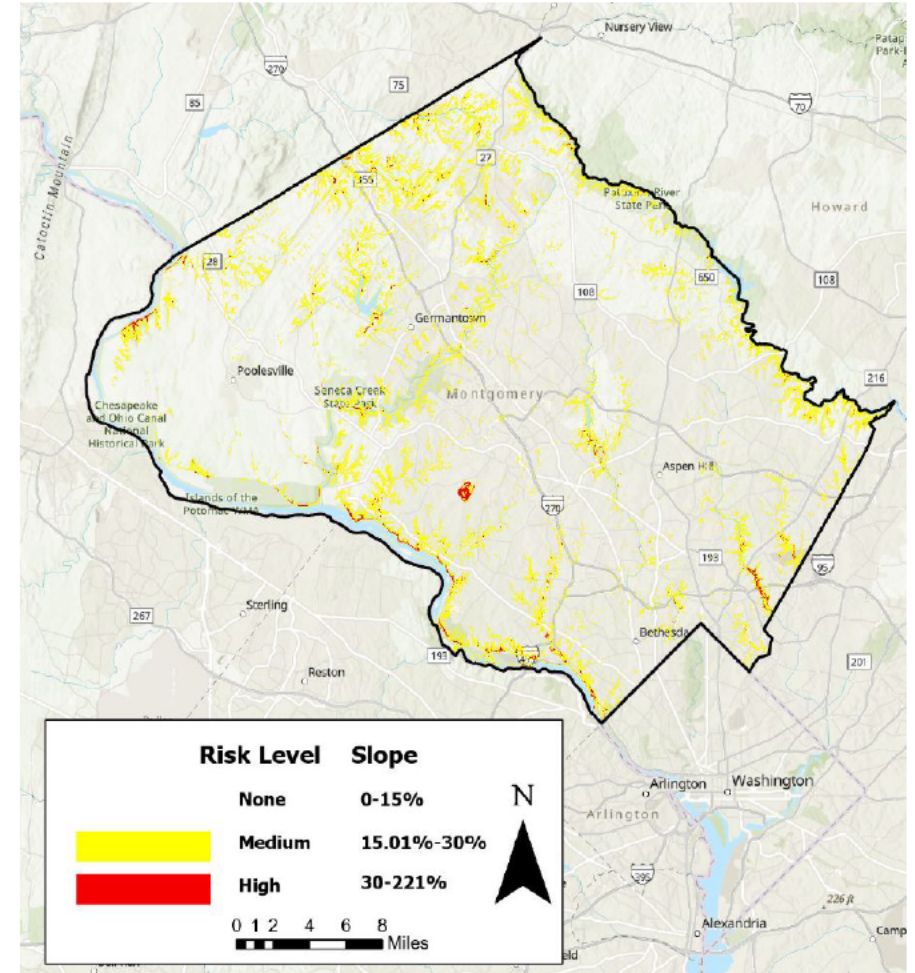 Nursery View
270
75
85
70
Catoctin Mountain
27
355
State Park
Howard
28
650
108
108
Germantown
Poolesville
Seneca Creek
State Park
Montgomery
216
Chesapeake
and Ohio Canal
National
Historical Park
Aspen Hill
Islands of the
Potomac WMA
270
193
95
267
Sterling
Bethesda
193
201
Reston
Risk Level Slope
None 0-15%
Medium 15.01%-30%
High 30-221%
N
0 1 2 4 6 8
Miles
Arlington
Washington
Arlington
395
226 ft
Alexandria